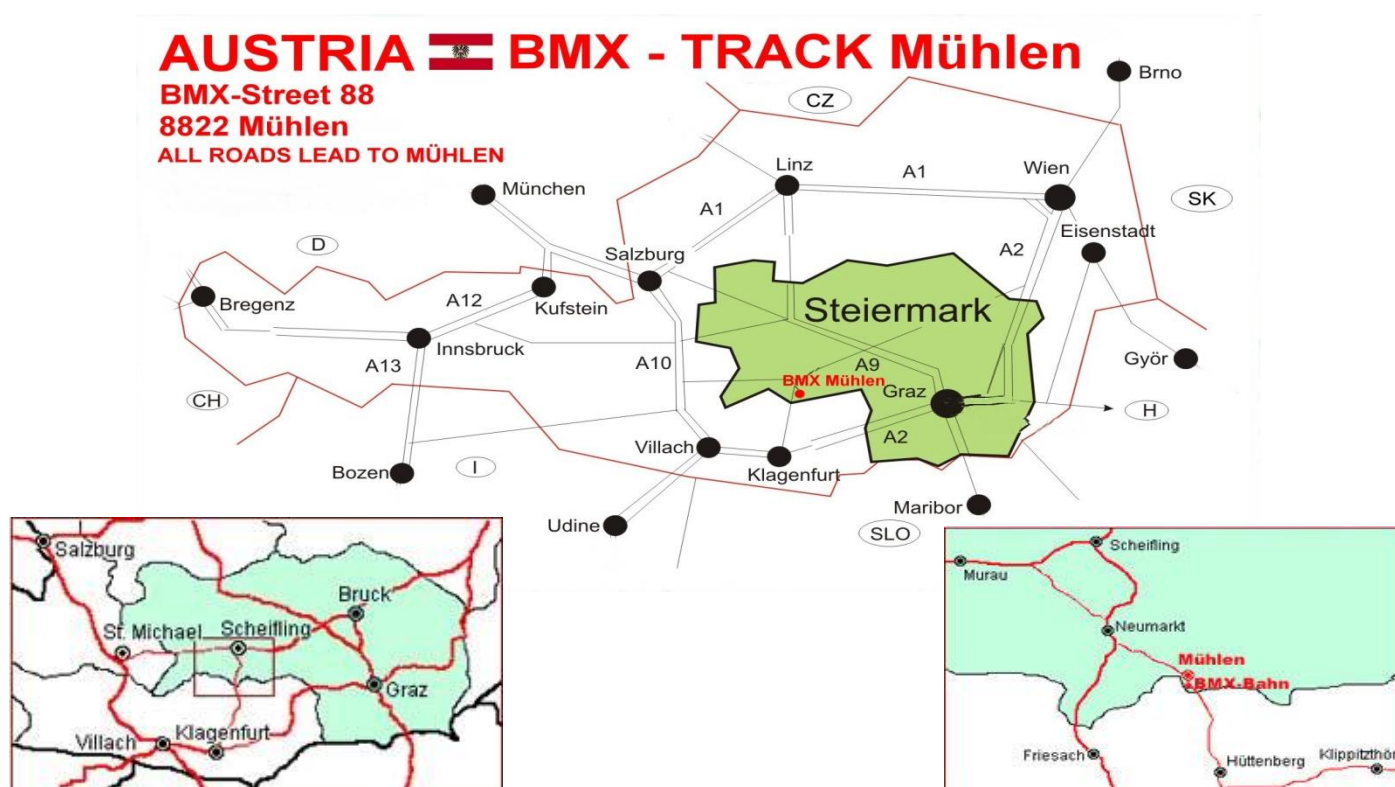 AUSTRIA BMX - TRACK Mühlen
BMX-Street 88
8822 Mühlen
ALL ROADS LEAD TO MÜHLEN
CZ
Brno
Linz
A1
Wien
München
A1
SK
Eisenstadt
D
Salzburg
A2
Bregenz
A12
Kufstein
Steiermark
Innsbruck
A13
A10
A9
Györ
BMX Mühlen
CH
Graz
H
Villach
A2
Bozen
I
Klagenfurt
Maribor
Udine
SLO
Salzburg
Bruck
St. Michael
Scheifling
Graz
Villach
Klagenfurt
Scheifling
Murau
Neumarkt
Mühlen
BMX-Bahn
Friesach
Hüttenberg
Klippitzthör